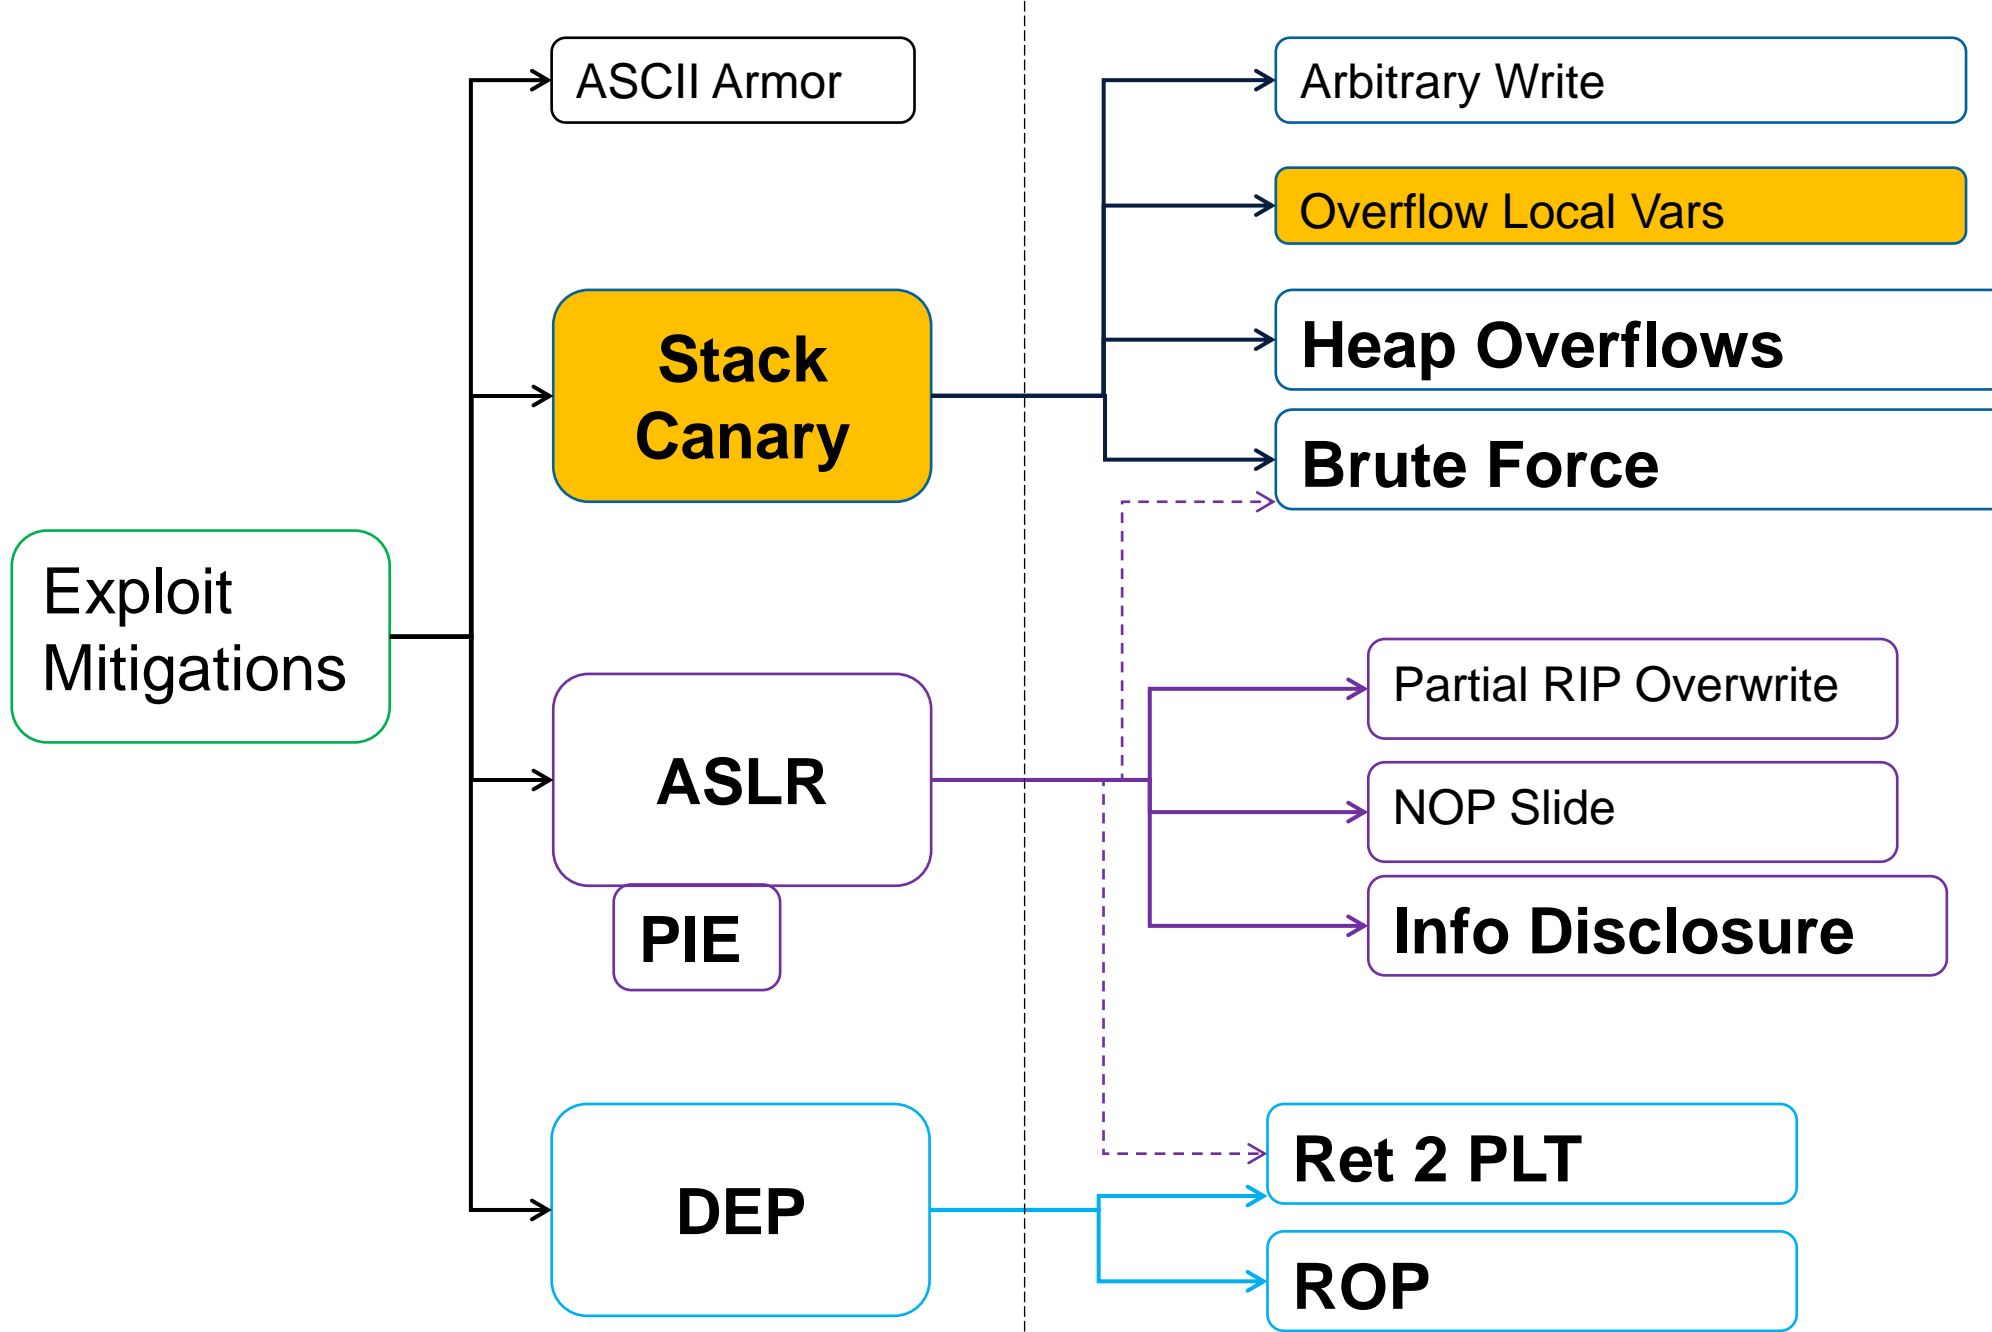 ASCII Armor
Arbitrary Write
Overflow Local Vars
Stack
Canary
Heap Overflows
Brute Force
Exploit
Mitigations
Partial RIP Overwrite
ASLR
NOP Slide
PIE
Info Disclosure
Ret 2 PLT
DEP
ROP